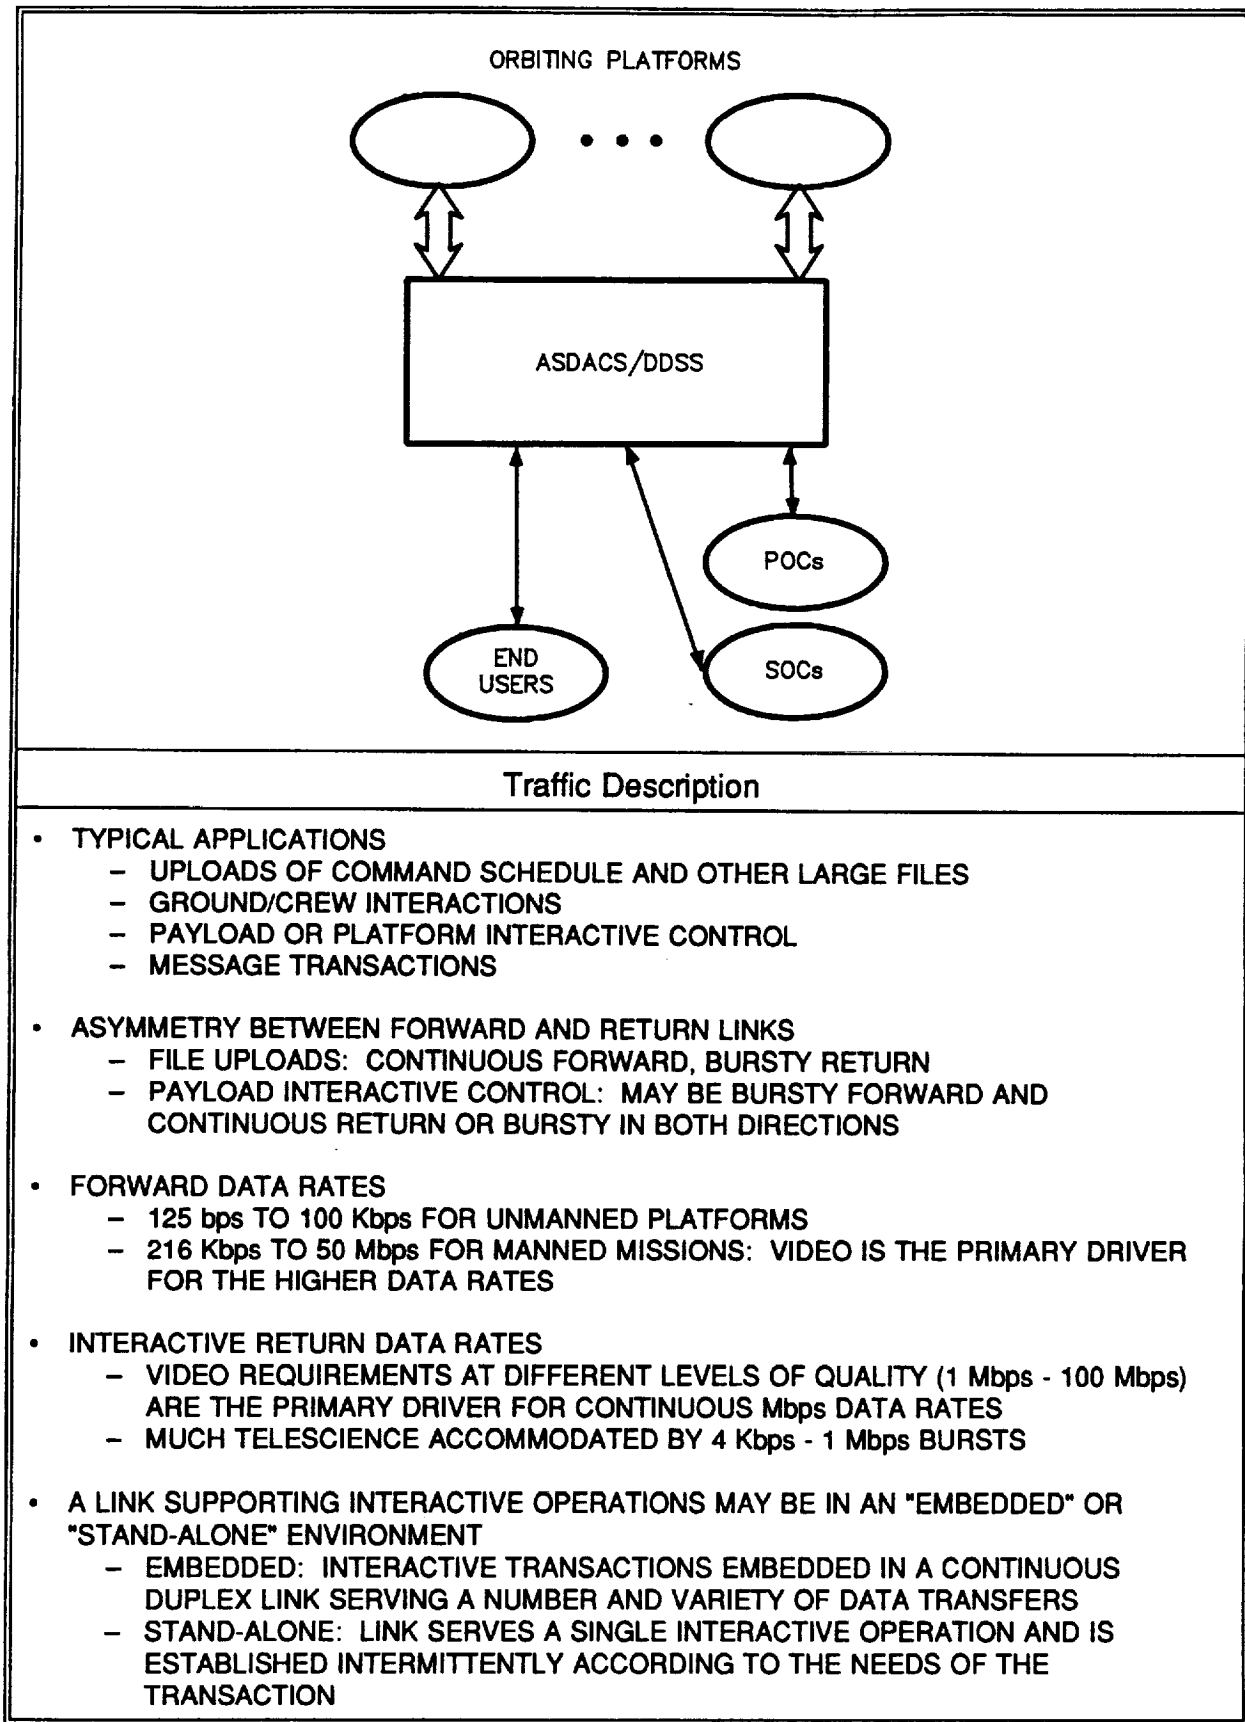 ORBITING PLATFORMS
• • •
ASDACS/DDSS
POCs
END
USERS
SOCs
Traffic Description
• TYPICAL APPLICATIONS
– UPLOADS OF COMMAND SCHEDULE AND OTHER LARGE FILES
– GROUND/CREW INTERACTIONS
– PAYLOAD OR PLATFORM INTERACTIVE CONTROL
– MESSAGE TRANSACTIONS
• ASYMMETRY BETWEEN FORWARD AND RETURN LINKS
– FILE UPLOADS: CONTINUOUS FORWARD, BURSTY RETURN
– PAYLOAD INTERACTIVE CONTROL: MAY BE BURSTY FORWARD AND
CONTINUOUS RETURN OR BURSTY IN BOTH DIRECTIONS
• FORWARD DATA RATES
– 125 bps TO 100 Kbps FOR UNMANNED PLATFORMS
– 216 Kbps TO 50 Mbps FOR MANNED MISSIONS: VIDEO IS THE PRIMARY DRIVER
FOR THE HIGHER DATA RATES
• INTERACTIVE RETURN DATA RATES
– VIDEO REQUIREMENTS AT DIFFERENT LEVELS OF QUALITY (1 Mbps - 100 Mbps)
ARE THE PRIMARY DRIVER FOR CONTINUOUS Mbps DATA RATES
– MUCH TELESCIENCE ACCOMMODATED BY 4 Kbps - 1 Mbps BURSTS
• A LINK SUPPORTING INTERACTIVE OPERATIONS MAY BE IN AN "EMBEDDED" OR
"STAND-ALONE" ENVIRONMENT
– EMBEDDED: INTERACTIVE TRANSACTIONS EMBEDDED IN A CONTINUOUS
DUPLEX LINK SERVING A NUMBER AND VARIETY OF DATA TRANSFERS
– STAND-ALONE: LINK SERVES A SINGLE INTERACTIVE OPERATION AND IS
ESTABLISHED INTERMITTENTLY ACCORDING TO THE NEEDS OF THE
TRANSACTION